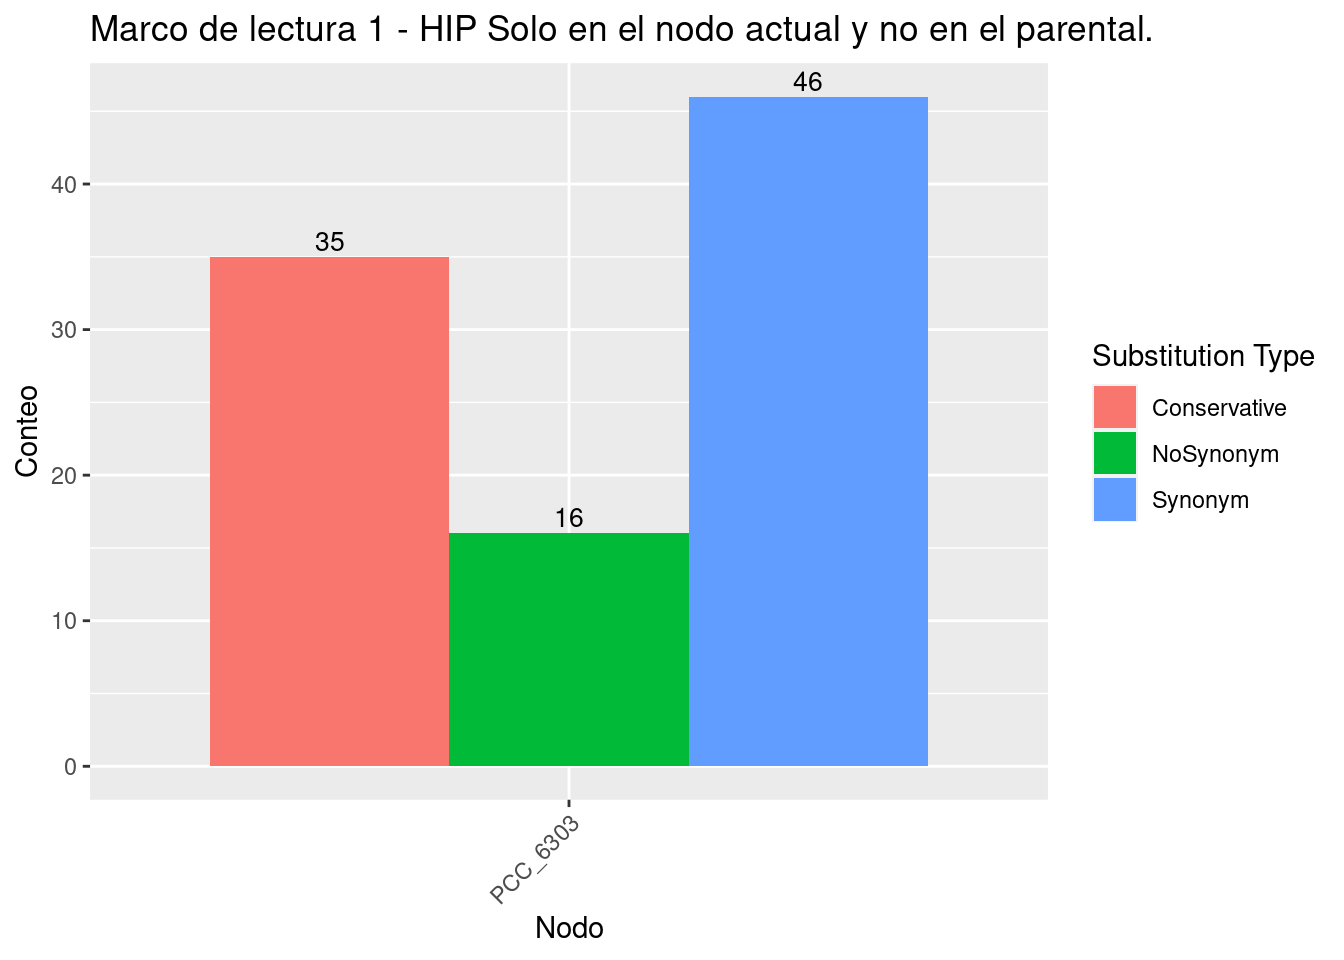 Marco de lectura 1 - HIP Solo en el nodo actual y no en el parental.
46
35
16
40
30
20
10
0
Conteo
PCC_6303
Nodo
Substitution Type
Conservative
NoSynonym
Synonym